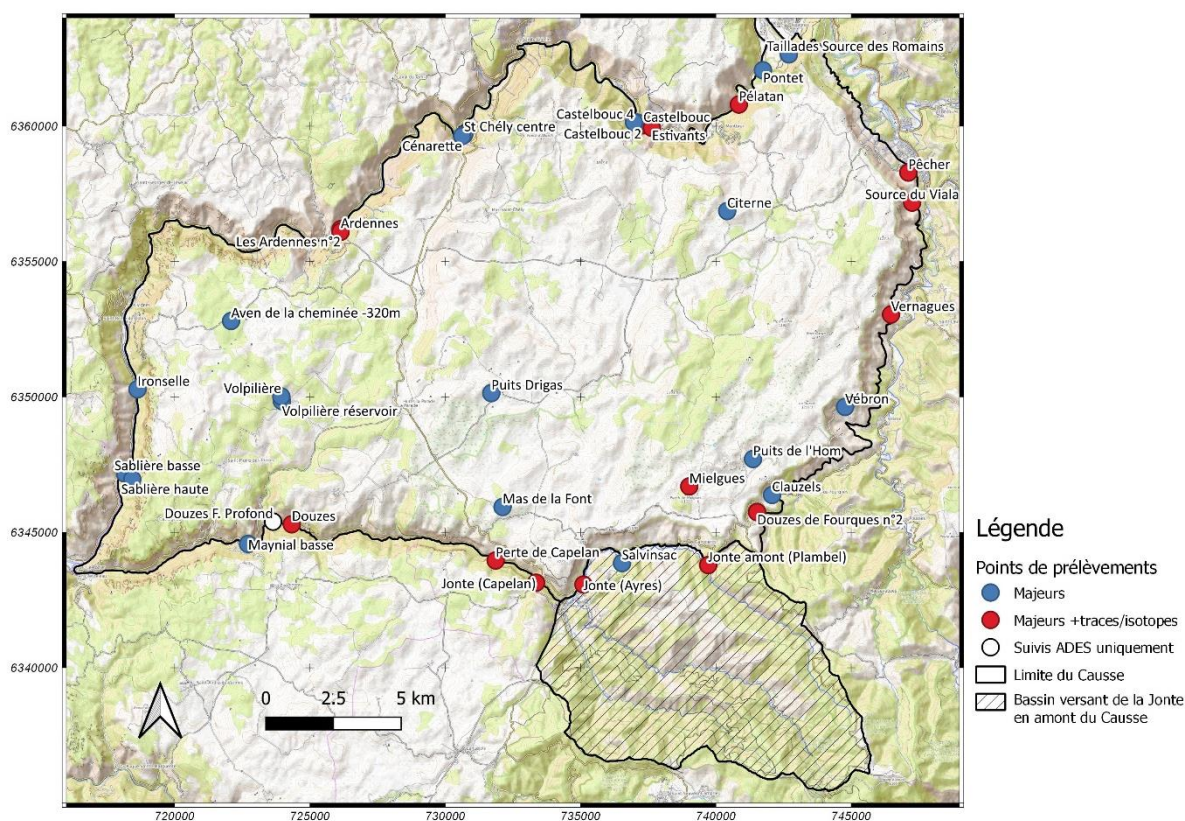 Taillades Source des Romains
Pontet
Pélatan
6360000
St Chély centre
Castelbouc 4
Castelbouc
Cénarette
Castelbouc 2
Estivants
Pêcher
Source du Viala
Citerne
Ardennes
Les Ardennes n°2
6355000
Aven de la cheminée -320m
Vernagues
Ironselle
Volpilière
Puits Drigas
6350000
Volpilière réservoir
Vébron
Puits de l'Hom
Sablière basse
Mielgues
Sablière haute
Clauzels
Mas de la Font
Douzes F. Profond
Douzes
Douzes de Fourques n°2
6345000
Maynial basse
Perte de Capelan
Salvinsac
Jonte amont (Plambel)
Jonte (Capelan)
Jonte (Ayres)
6340000
0 2.5 5 km
720000 725000 730000 735000 740000 745000
Légende
Points de prélèvements
Majeurs
Majeurs +traces/isotopes
Suivis ADES uniquement
Limite du Causse
Bassin versant de la Jonte
en amont du Causse